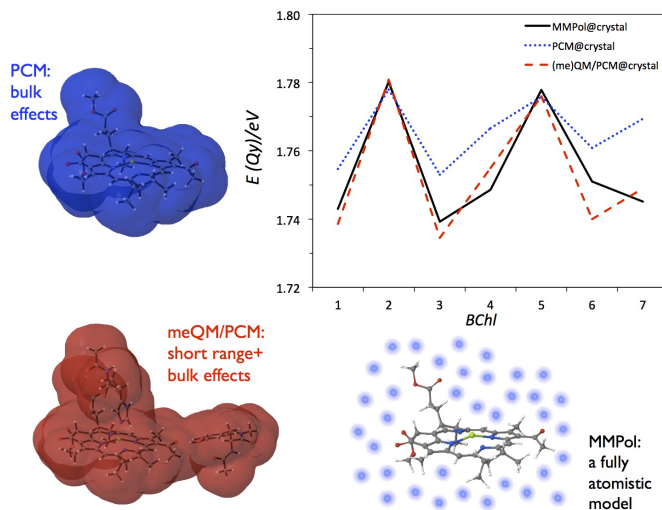 PCM:
bulk
effects
E (Qy)/eV
1.80
1.78
1.76
1.74
1.72
MMPol@crystal
PCM@crystal
(me)QM/PCM@crystal
1 2 3 4 5 6 7
BChl
meQM/PCM:
short range+
bulk effects
MMPol:
a fully
atomistic
model